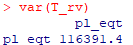 > var(T_rv)
pl_eqt
pl_eqt 116391.4